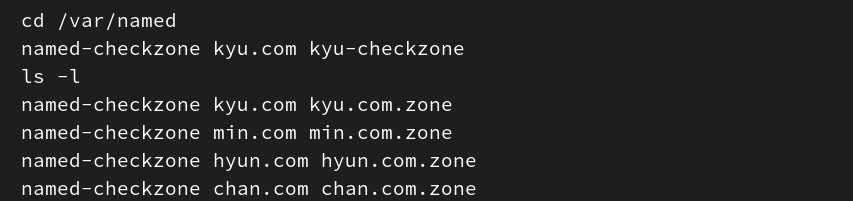 cd /var/named
named-checkzone kyu.com kyu-checkzone
ls -l
named-checkzone kyu.com kyu.com.zone
named-checkzone min.com min.com.zone
named-checkzone hyun.com hyun.com.zone
named-checkzone chan.com chan.com.zone